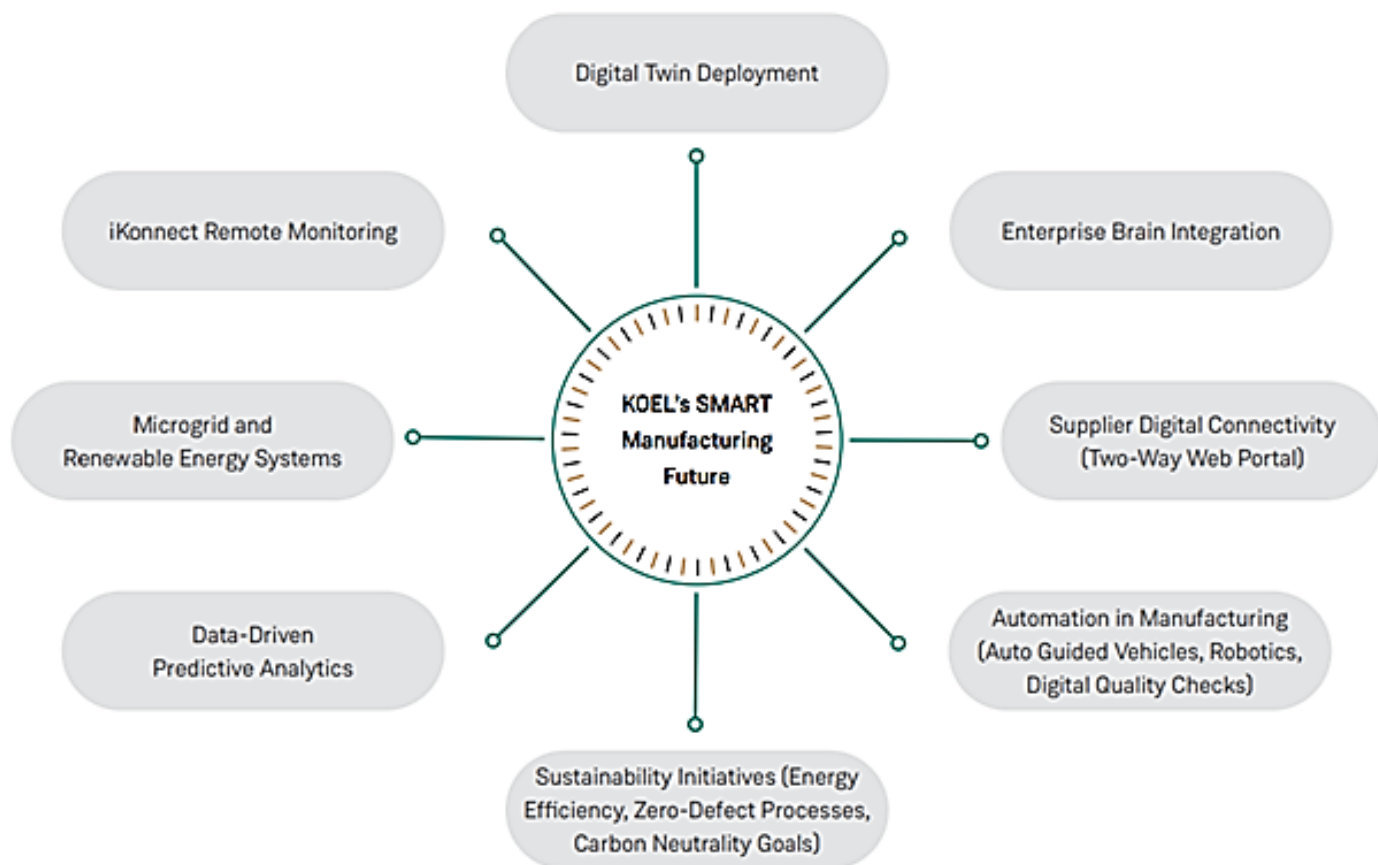 Digital Twin Deployment
iKonnect Remote Monitoring
Enterprise Brain Integration
KOEL's SMART
Manufacturing
Future
Microgrid and
Renewable Energy Systems
Supplier Digital Connectivity
(Two-Way Web Portal)
Data-Driven
Predictive Analytics
Automation in Manufacturing
(Auto Guided Vehicles, Robotics,
Digital Quality Checks)
Sustainability Initiatives (Energy
Efficiency, Zero-Defect Processes,
Carbon Neutrality Goals)